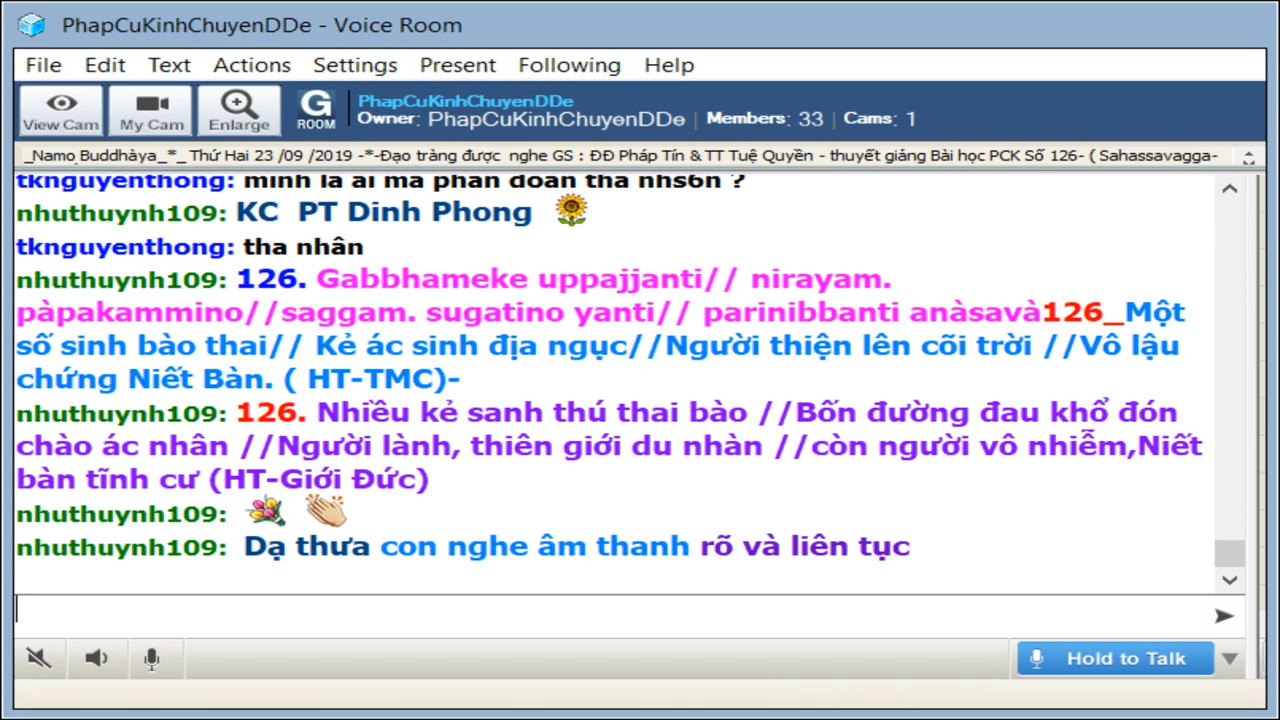 PhapCuKinhChuyenDDe - Voice Room
File Edit Text Actions Settings Present Following Help
View Cam My Cam Enlarge G ROOM
PhapCuKinhChuyenDDe
Owner: PhapCuKinhChuyenDDe | Members: 33 | Cams: 1
_Namo Buddhàya_*_ Thứ Hai 23 /09 /2019 -*-Đạo tràng được nghe GS : ĐĐ Pháp Tín & TT Tuệ Quyền - thuyết giảng Bài học PCK Số 126- ( Sahassavagga-
tknguyenthong: mình là ai mà phán đoán tha nhs6n ?
nhuthuynh109: KC PT Dinh Phong
tknguyenthong: tha nhân
nhuthuynh109: 126. Gabbhameke uppajjanti// nirayam.
pàpakammino//saggam. sugatino yanti// parinibbanti anàsavà126_Một
số sinh bào thai// Kẻ ác sinh địa ngục//Người thiện lên cõi trời //Vô lậu
chứng Niết Bàn. ( HT-TMC)-
nhuthuynh109: 126. Nhiều kẻ sanh thú thai bào //Bốn đường đau khổ đón
chào ác nhân //Người lành, thiên giới du nhàn //còn người vô nhiễm,Niết
bàn tĩnh cư (HT-Giới Đức)
nhuthuynh109:
nhuthuynh109: Dạ thưa con nghe âm thanh rõ và liên tục
Hold to Talk